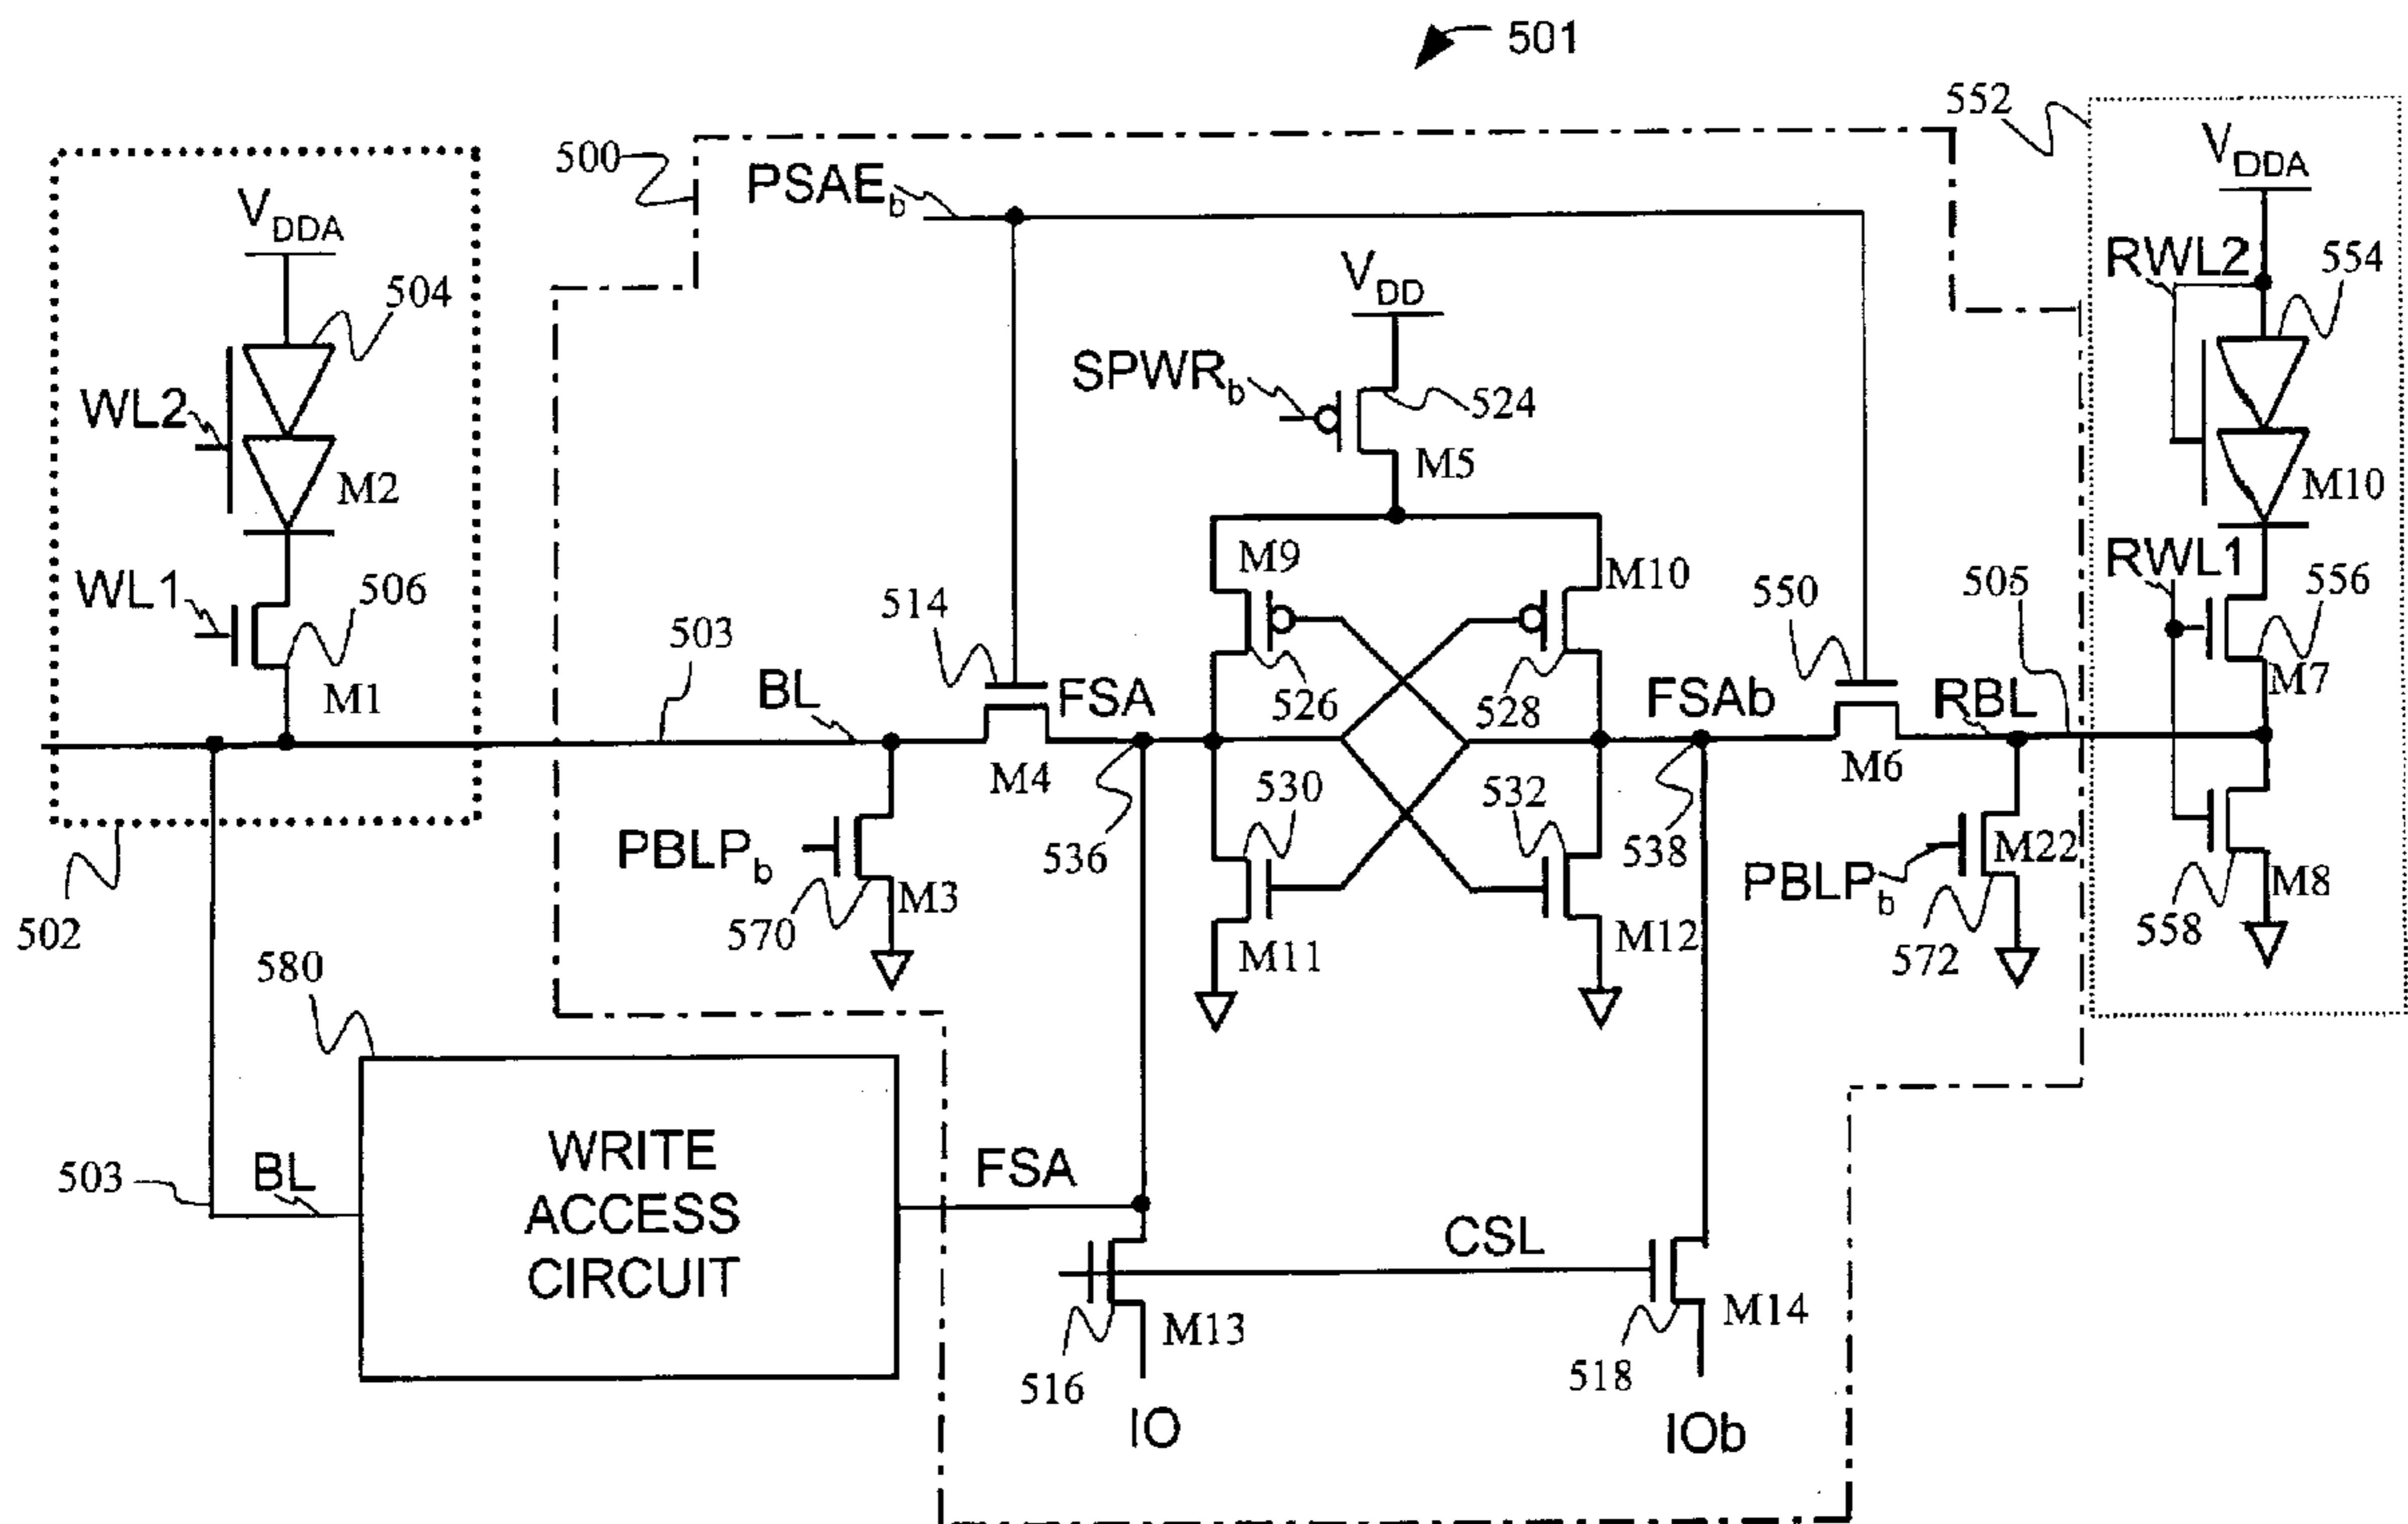 501
552
500
PSAEb
VDDA
VDDA
504
RWL2
554
VDD
WL2
SPWRb
524
M2
M5
M10
M9
M10
RWL1
WL1
506
514
550
505
556
503
526
528
BL
FSA
FSAb
RBL
M7
M1
M4
M6
530
532
536
538
PBLPb
M3
M22
PBLPb
M8
502
570
M11
M12
572
558
580
WRITE
ACCESS
CIRCUIT
503
BL
FSA
CSL
M13
M14
516
518
IO
IOb